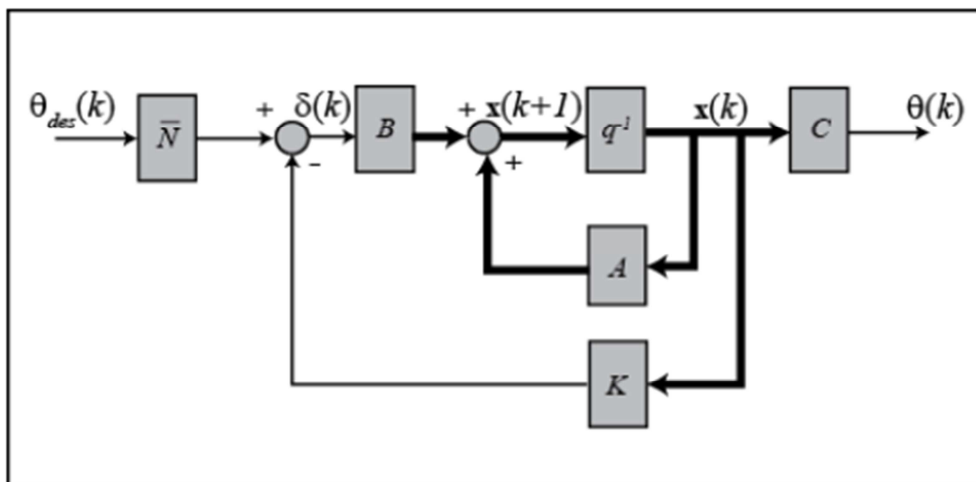 θdes(k)
N̄
+
δ(k)
-
B
+
x(k+1)
+
q-1
x(k)
C
θ(k)
A
K